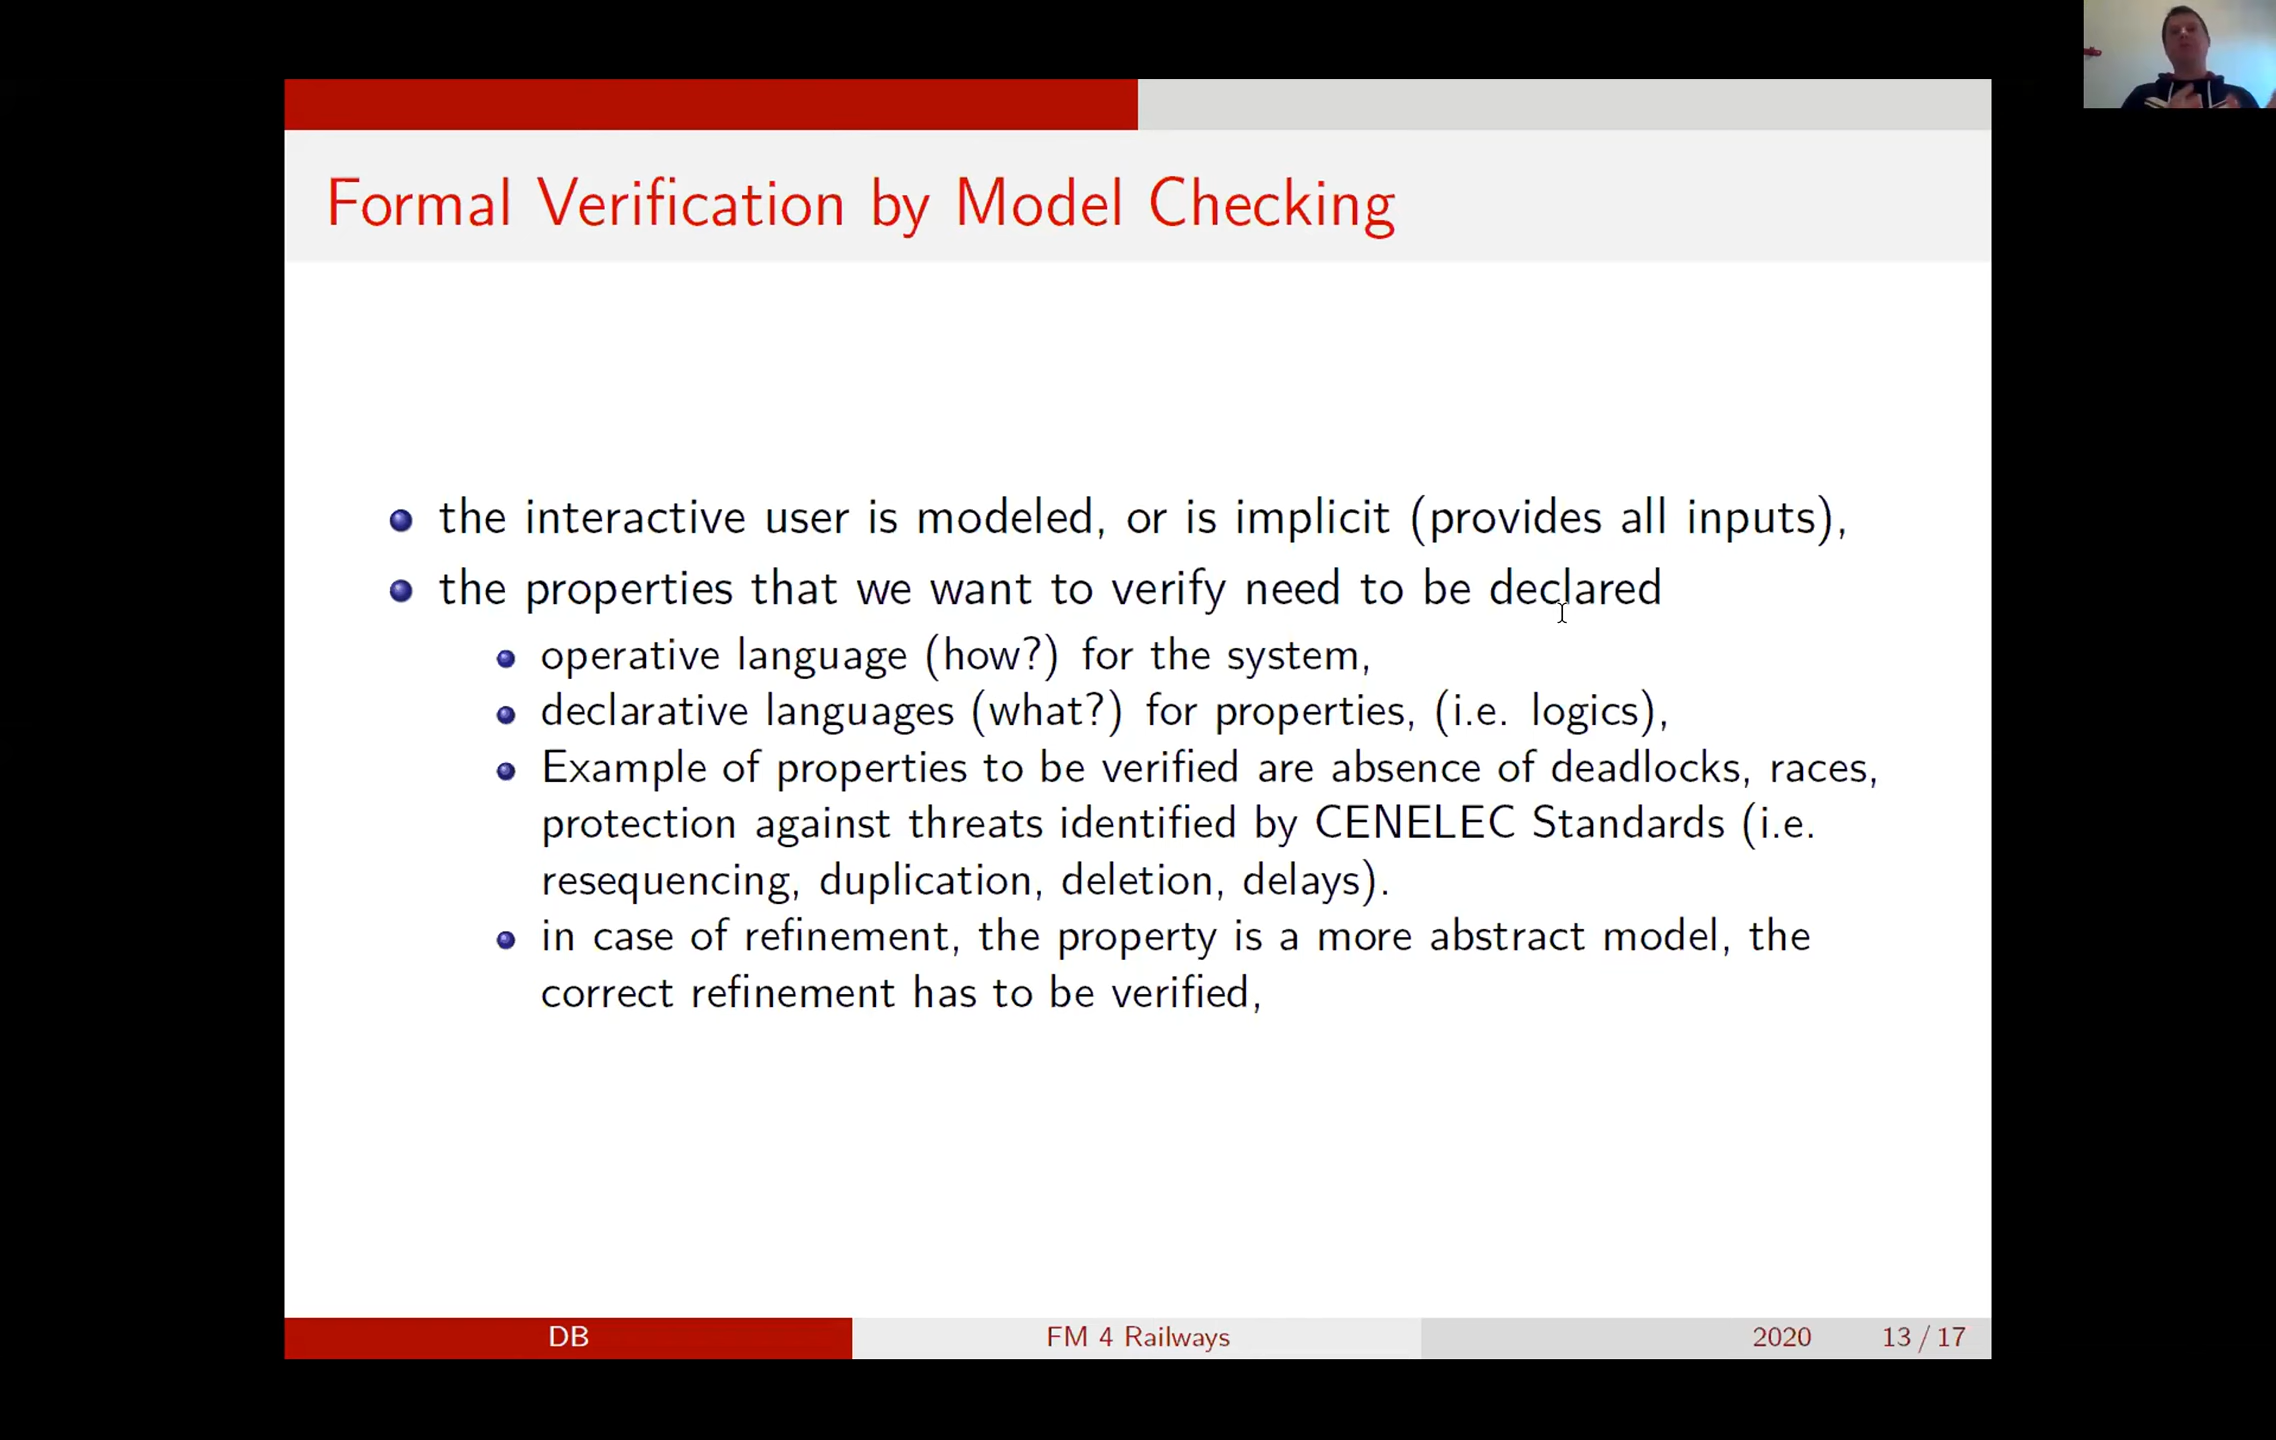 Formal Verification by Model Checking
the interactive user is modeled, or is implicit (provides all inputs),
the properties that we want to verify need to be declared
operative language (how?) for the system,
declarative languages (what?) for properties, (i.e. logics),
Example of properties to be verified are absence of deadlocks, races,
protection against threats identified by CENELEC Standards (i.e.
resequencing, duplication, deletion, delays).
in case of refinement, the property is a more abstract model, the
correct refinement has to be verified,
DB FM 4 Railways 2020 13 / 17